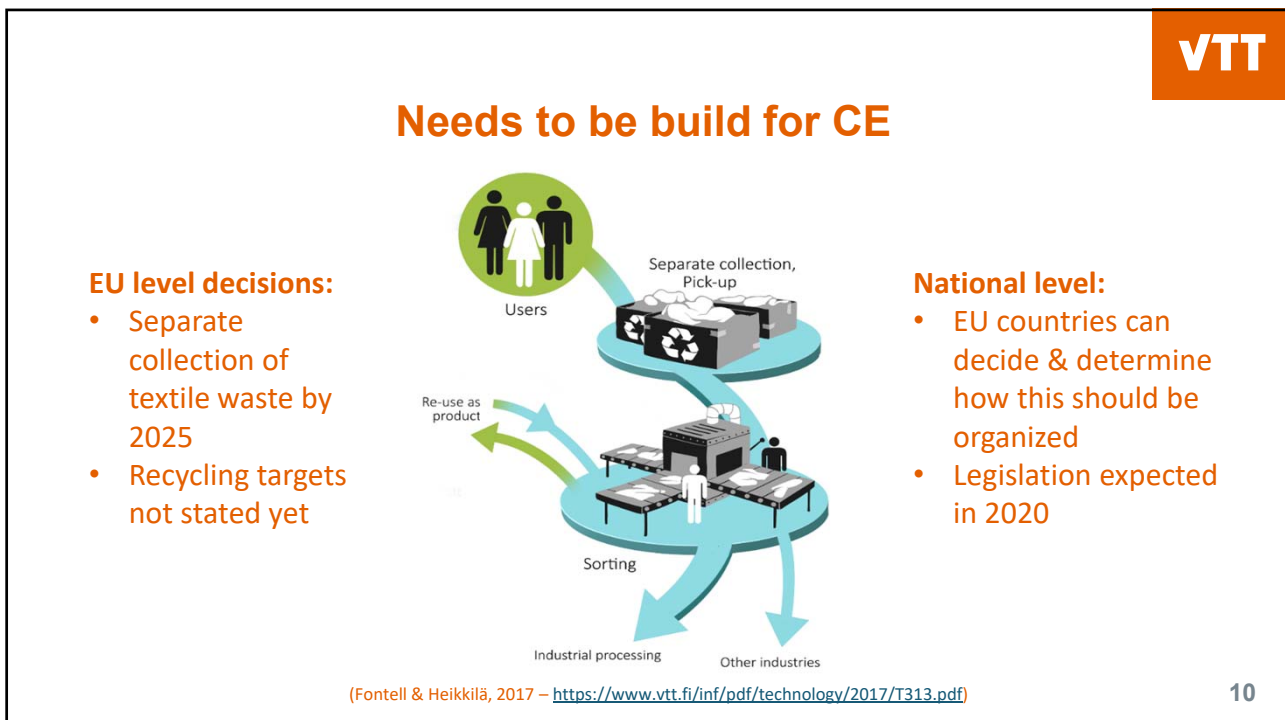 VTT
Needs to be build for CE
EU level decisions:
• Separate
collection of
textile waste by
2025
• Recycling targets
not stated yet
Users
Separate collection,
Pick-up
Re-use as
product
Sorting
Industrial processing
Other industries
National level:
• EU countries can
decide & determine
how this should be
organized
• Legislation expected
in 2020
(Fontell & Heikkilä, 2017 – https://www.vtt.fi/inf/pdf/technology/2017/T313.pdf)
10